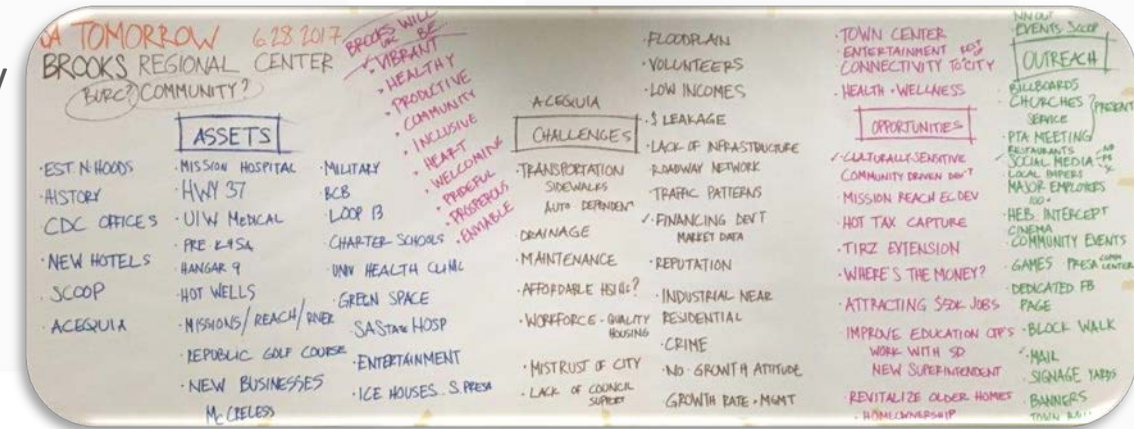 SA TOMORROW 6.28.2017
BROOKS REGIONAL CENTER
BURC? COMMUNITY?
BROOKS WILL
BE
VIBRANT
· HEALTHY
· PRODUCTIVE
· COMMUNITY
· INCLUSIVE
· HEART
· WELCOMING
· PRIDEFUL
· PROSPEROUS
· ENVIABLE
ASSETS
· EST N·HOODS
· HISTORY
· CDC OFFICES
· NEW HOTELS
· SCOOP
· ACEQUIA
· MISSION HOSPITAL
· HWY 37
· UIW MEDICAL
· PRE K4SA
· HANGAR 9
· HOT WELLS
· MISSIONS/REACH/RIVER
· REPUBLIC GOLF COURSE
· NEW BUSINESSES
McCRELESS
· MILITARY
BCB
· LOOP 13
· CHARTER SCHOOLS
· UNIV HEALTH CLINIC
· GREEN SPACE
· SA STATE HOSP
· ENTERTAINMENT
· ICE HOUSES S. PRESA
ACEQUIA
CHALLENGES
· TRANSPORTATION
SIDEWALKS
AUTO DEPENDENT
· DRAINAGE
· MAINTENANCE
· AFFORDABLE HSING?
· WORKFORCE · QUALITY
HOUSING
· MISTRUST OF CITY
· LACK OF COUNCIL
SUPPORT
· FLOODPLAIN
· VOLUNTEERS
· LOW INCOMES
· $ LEAKAGE
· LACK OF INFRASTRUCTURE
· ROADWAY NETWORK
· TRAFFIC PATTERNS
✓· FINANCING DEV'T
MARKET DATA
· REPUTATION
· INDUSTRIAL NEAR
RESIDENTIAL
· CRIME
· NO · GROWTH ATTITUDE
· GROWTH RATE · MGMT
· TOWN CENTER
· ENTERTAINMENT
CONNECTIVITY TO CITY
· HEALTH · WELLNESS
OPPORTUNITIES
✓· CULTURALLY SENSITIVE
COMMUNITY DRIVEN DEV'T
· MISSION REACH EC DEV
· HOT TAX CAPTURE
· TIRZ EXTENSION
· WHERE'S THE MONEY?
· ATTRACTING $50K JOBS
· IMPROVE EDUCATION OPP'S
WORK WITH SD
NEW SUPERINTENDENT
· REVITALIZE OLDER HOMES
· HOMEOWNERSHIP
· EVENTS SCOOP
OUTREACH
· BILLBOARDS
· CHURCHES?
SERVICE
PRESENT
· PTA MEETING
RESTAURANTS
✓ SOCIAL MEDIA
LOCAL
MAJOR EMPLOYERS
100+
· HEB. INTERCEPT
CINEMA
· COMMUNITY EVENTS
· GAMES PRESA COMM
CENTER
· DEDICATED FB
PAGE
· BLOCK WALK
✓· MAIL
· SIGNAGE YARDS
· BANNERS
TOWN HALL